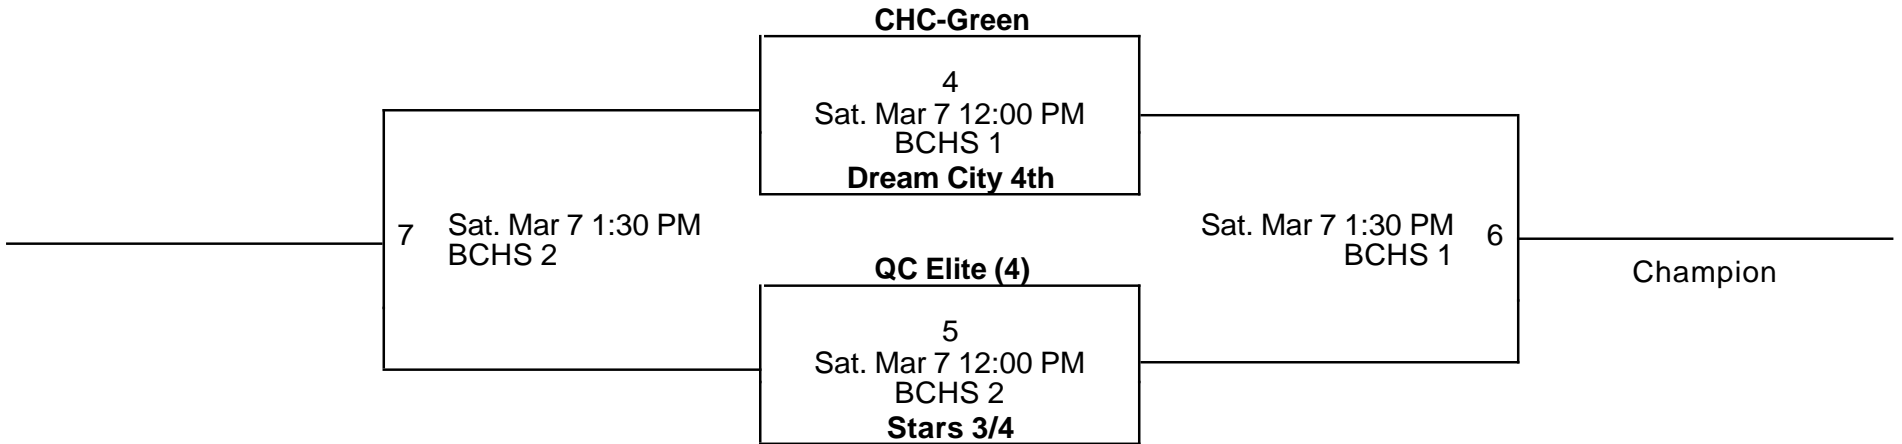 CHC-Green
4
Sat. Mar 7 12:00 PM
BCHS 1
Dream City 4th
7
Sat. Mar 7 1:30 PM
BCHS 2
Sat. Mar 7 1:30 PM
BCHS 1
6
Champion
QC Elite (4)
5
Sat. Mar 7 12:00 PM
BCHS 2
Stars 3/4